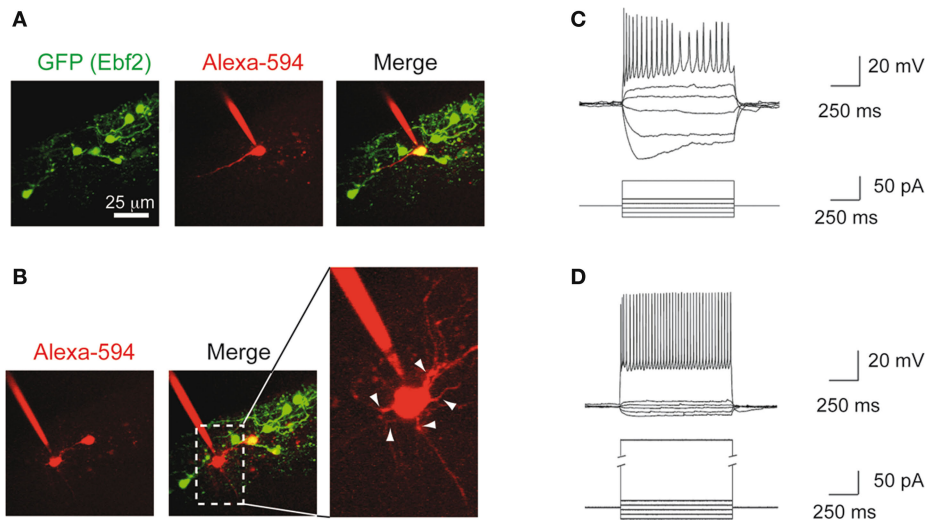 A
GFP (Ebf2)
Alexa-594
Merge
25 μm
B
Alexa-594
Merge
C
20 mV
250 ms
50 pA
250 ms
D
20 mV
250 ms
50 pA
250 ms